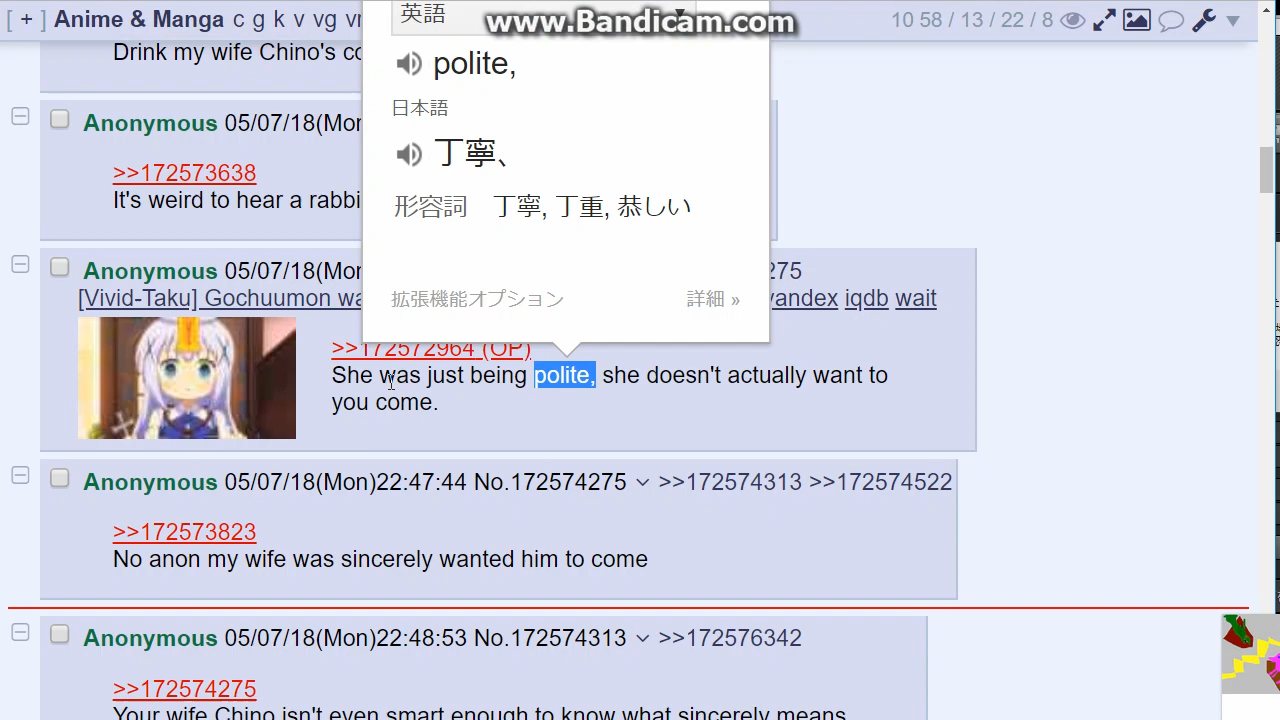 [ + ] Anime & Manga c g k v vg vr
英語
www.Bandicam.com
10 58 / 13 / 22 / 8
Drink my wife Chino's co
polite,
日本語
丁寧、
形容詞 丁寧, 丁重, 恭しい
拡張機能オプション 詳細 »
Anonymous 05/07/18(Mon
>>172573638
It's weird to hear a rabbi
Anonymous 05/07/18(Mon 275
[Vivid-Taku] Gochuumon wa yandex iqdb wait
>>172572964 (OP)
She was just being polite, she doesn't actually want to
you come.
Anonymous 05/07/18(Mon)22:47:44 No.172574275 >>172574313 >>172574522
>>172573823
No anon my wife was sincerely wanted him to come
Anonymous 05/07/18(Mon)22:48:53 No.172574313 >>172576342
>>172574275
Your wife Chino isn't even smart enough to know what sincerely means